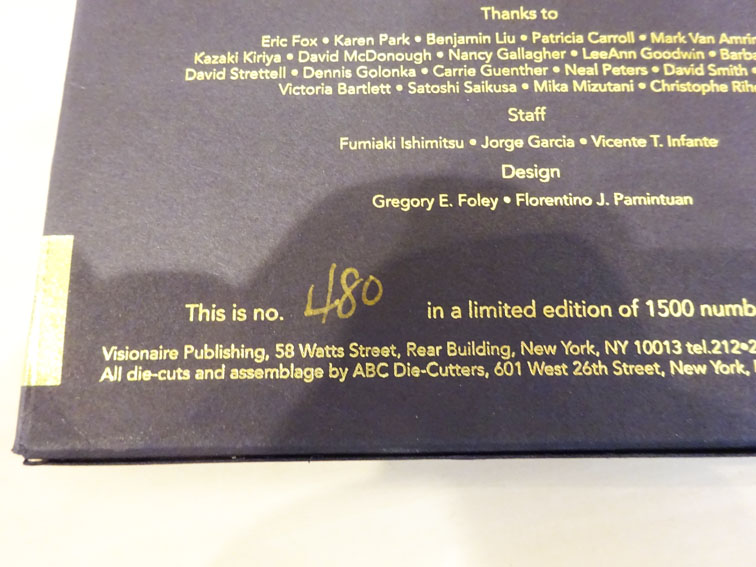 Thanks to
Eric Fox • Karen Park • Benjamin Liu • Patricia Carroll • Mark Van
Kazaki Kiriya • David McDonough • Nancy Gallagher • LeeAnn Goodwin •
David Strettell • Dennis Golonka • Carrie Guenther • Neal Peters • David Smith •
Victoria Bartlett • Satoshi Saikusa • Mika Mizutani • Christophe
Staff
Fumiaki Ishimitsu • Jorge Garcia • Vicente T. Infante
Design
Gregory E. Foley • Florentino J. Pamintuan
This is no. 480 in a limited edition of 1500
Visionaire Publishing, 58 Watts Street, Rear Building, New York, NY 10013 tel.212•2
All die-cuts and assemblage by ABC Die-Cutters, 601 West 26th Street, New York,